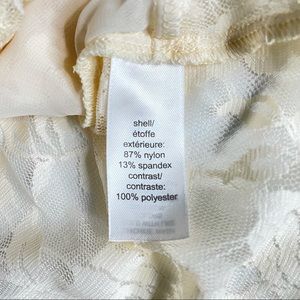 shell/
étoffe
extérieure:
87% nylon
13% spandex
contrast/
contraste:
100% polyester